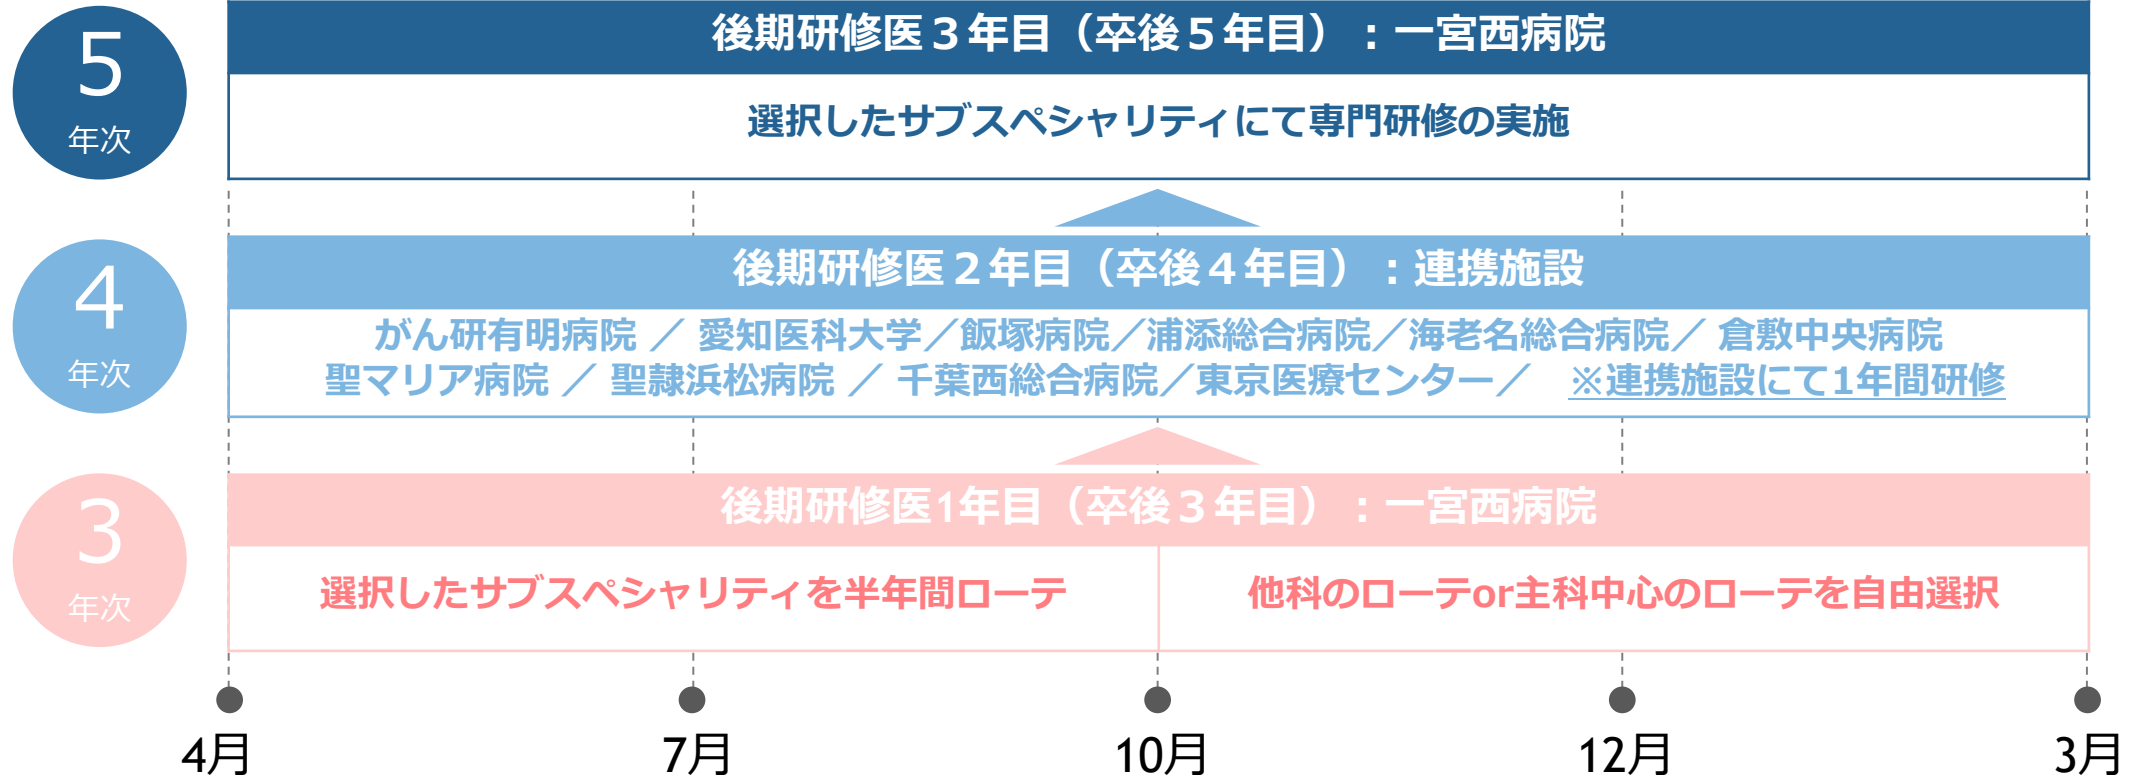 5
年次
後期研修医３年目（卒後５年目）：一宮西病院
選択したサブスペシャリティにて専門研修の実施
4
年次
後期研修医２年目（卒後４年目）：連携施設
がん研有明病院 ／ 愛知医科大学／飯塚病院／浦添総合病院／海老名総合病院／ 倉敷中央病院
聖マリア病院 ／ 聖隷浜松病院 ／ 千葉西総合病院／東京医療センター／　※連携施設にて1年間研修
3
年次
後期研修医1年目（卒後３年目）：一宮西病院
選択したサブスペシャリティを半年間ローテ
他科のローテor主科中心のローテを自由選択
4月
7月
10月
12月
3月